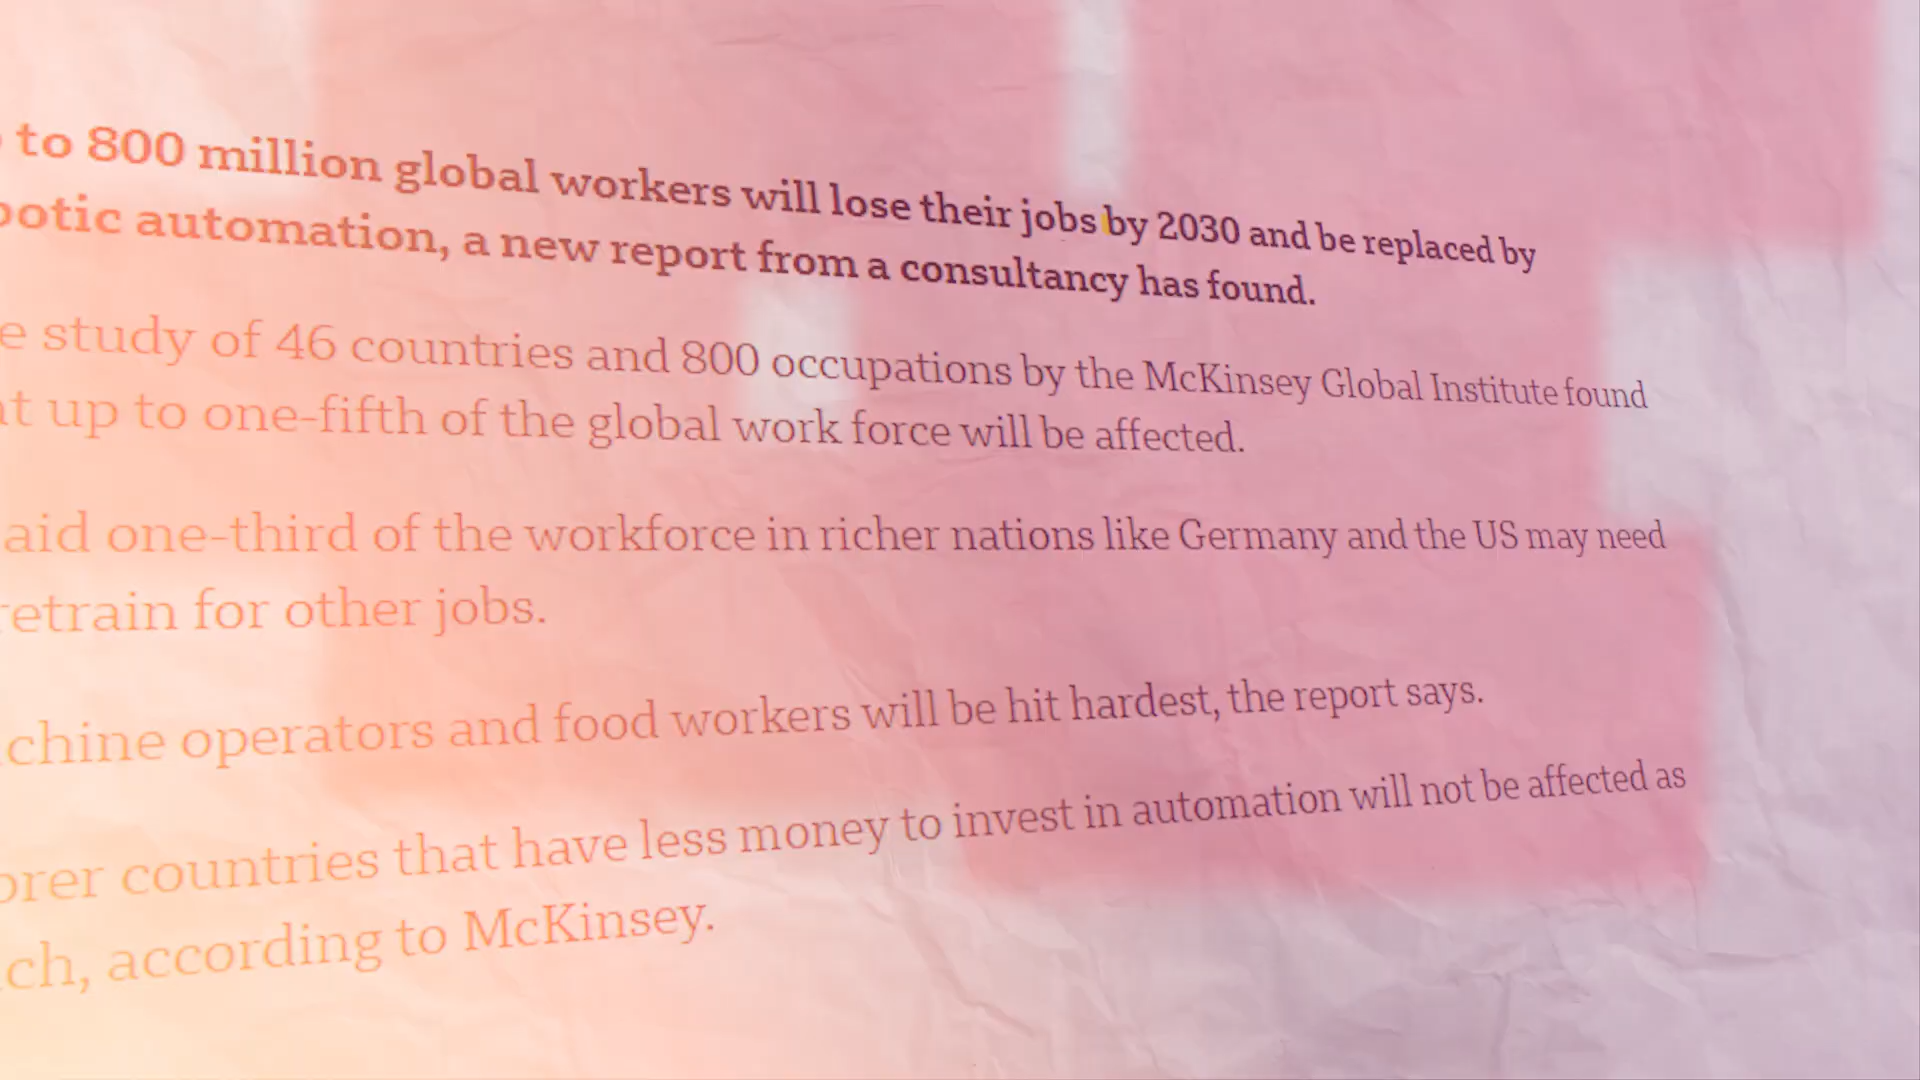 to 800 million global workers will lose their jobs by 2030 and be replaced by
botic automation, a new report from a consultancy has found.
e study of 46 countries and 800 occupations by the McKinsey Global Institute found
at up to one-fifth of the global work force will be affected.
aid one-third of the workforce in richer nations like Germany and the US may need
retrain for other jobs.
chine operators and food workers will be hit hardest, the report says.
orer countries that have less money to invest in automation will not be affected as
ch, according to McKinsey.